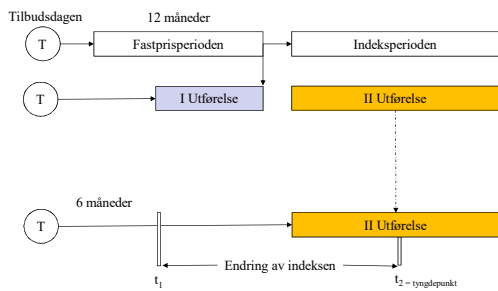 Tilbudsdagen
12 måneder
T
Fastprisperioden
Indeksperioden
T
I Utførelse
II Utførelse
6 måneder
T
II Utførelse
Endring av indeksen
t1
t2 – tyngdepunkt